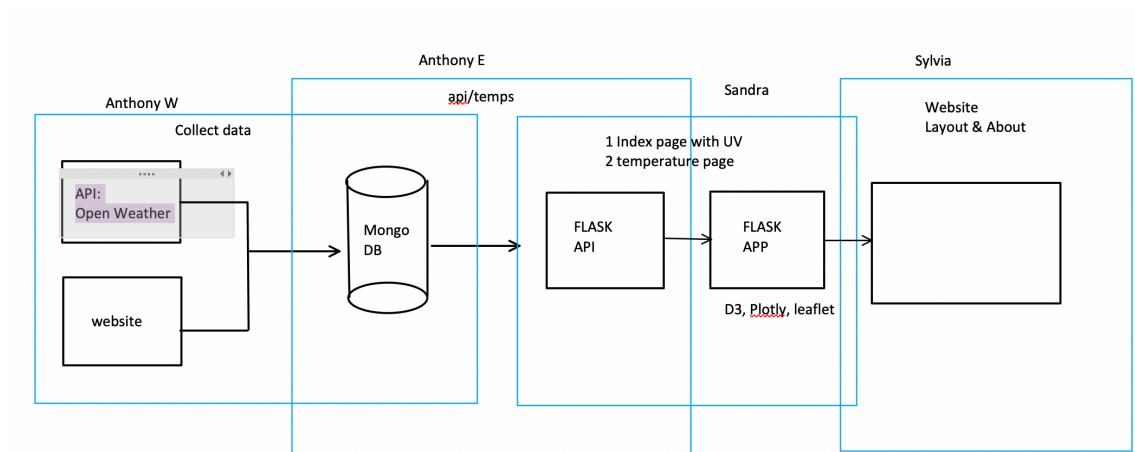 Anthony E
Sylvia
Sandra
Anthony W
api/temps
Website
Layout & About
Collect data
1 Index page with UV
2 temperature page
API:
Open Weather
Mongo
DB
FLASK
API
FLASK
APP
website
D3, Plotly, leaflet